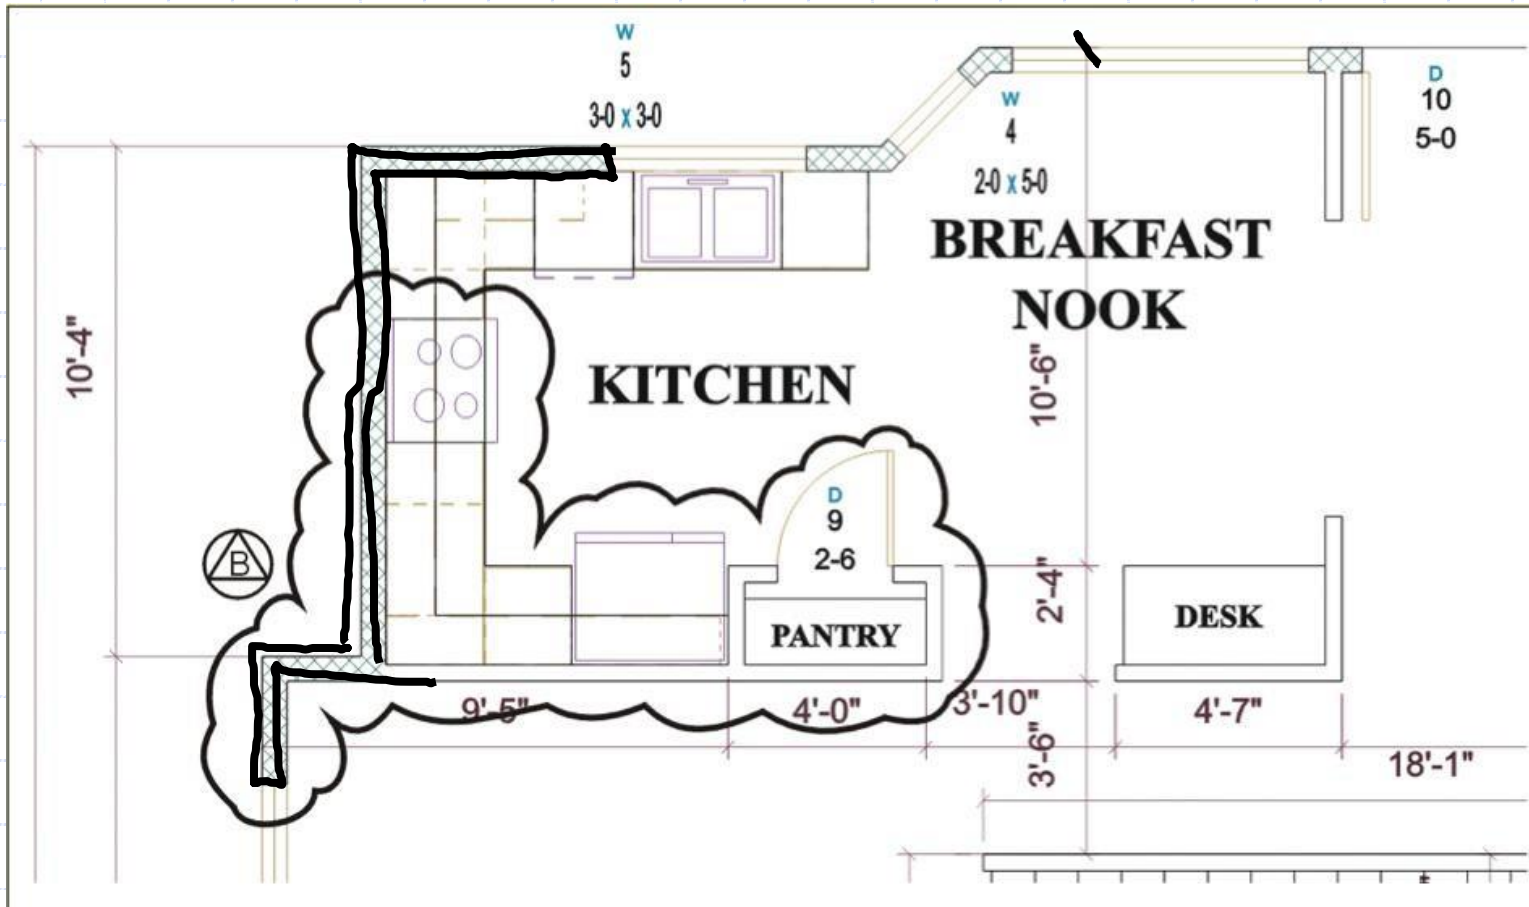 W
5
3-0 x 3-0
D
10
5-0
W
4
2-0 x 5-0
BREAKFAST
NOOK
10'-4"
10'-6"
KITCHEN
D
9
2-6
B
2'-4"
PANTRY
DESK
9'-5"
4'-0"
3'-10"
4'-7"
3'-6"
18'-1"